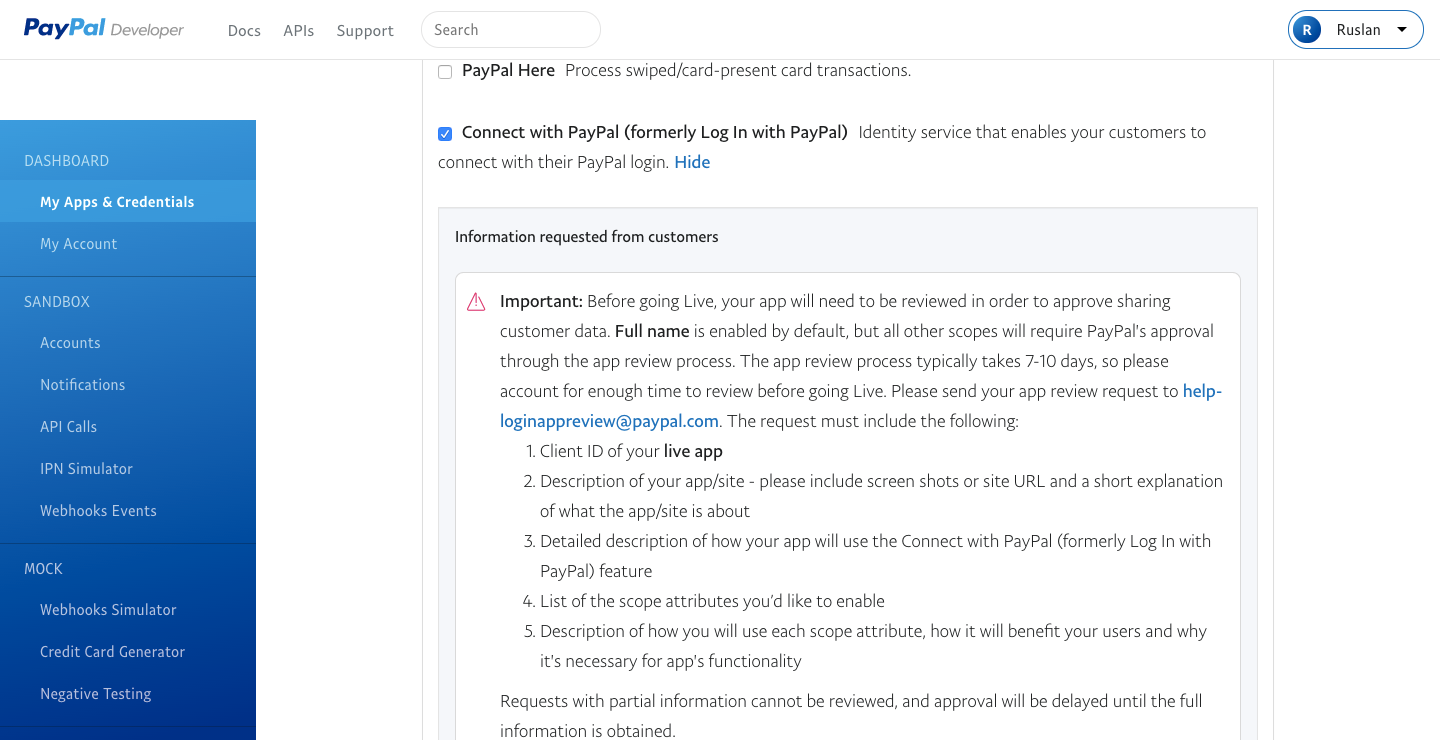 PayPal Developer
Docs APIs Support
Search
R Ruslan
DASHBOARD
My Apps & Credentials
My Account
SANDBOX
Accounts
Notifications
API Calls
IPN Simulator
Webhooks Events
MOCK
Webhooks Simulator
Credit Card Generator
Negative Testing
PayPal Here Process swiped/card-present card transactions.
Connect with PayPal (formerly Log In with PayPal) Identity service that enables your customers to
connect with their PayPal login. Hide
Information requested from customers
Important: Before going Live, your app will need to be reviewed in order to approve sharing
customer data. Full name is enabled by default, but all other scopes will require PayPal's approval
through the app review process. The app review process typically takes 7-10 days, so please
account for enough time to review before going Live. Please send your app review request to help-
loginappreview@paypal.com. The request must include the following:
1. Client ID of your live app
2. Description of your app/site - please include screen shots or site URL and a short explanation
of what the app/site is about
3. Detailed description of how your app will use the Connect with PayPal (formerly Log In with
PayPal) feature
4. List of the scope attributes you’d like to enable
5. Description of how you will use each scope attribute, how it will benefit your users and why
it's necessary for app's functionality
Requests with partial information cannot be reviewed, and approval will be delayed until the full
information is obtained.